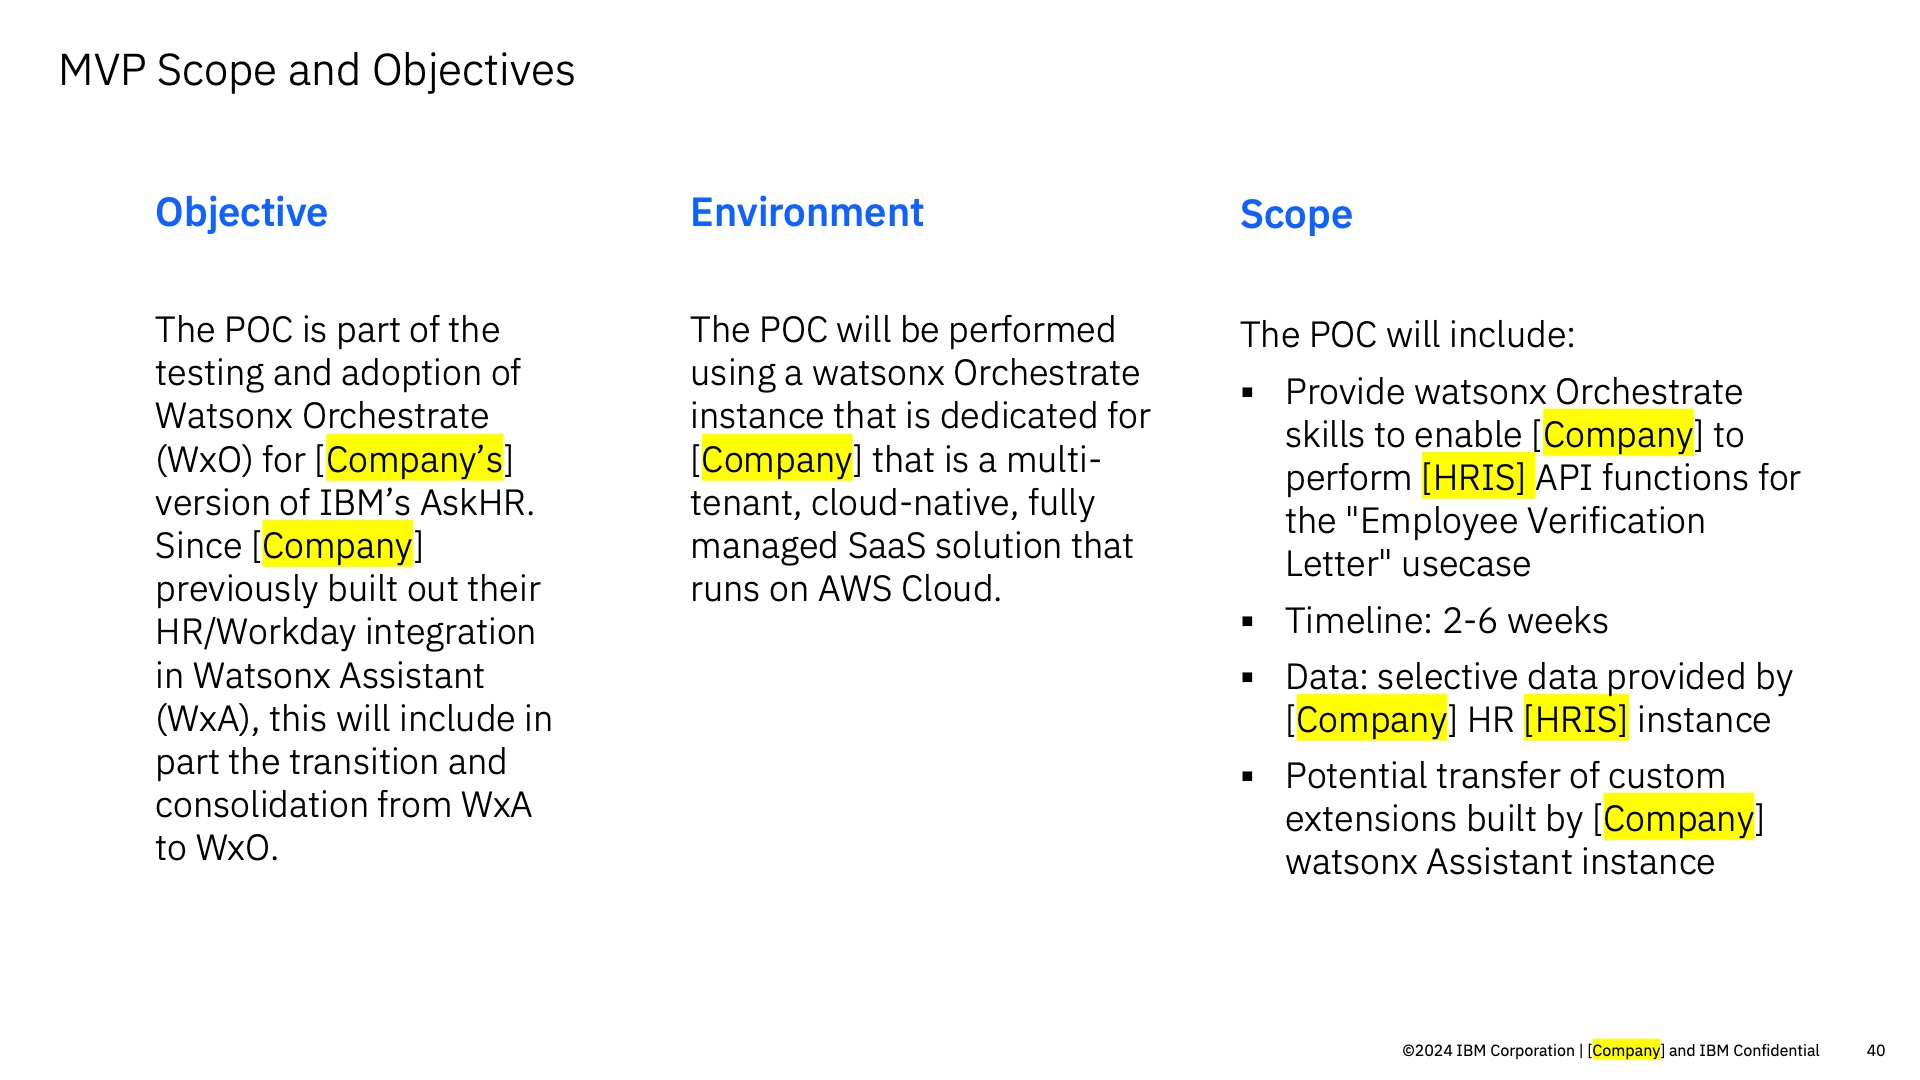 MVP Scope and Objectives
Objective
The POC is part of the
testing and adoption of
Watsonx Orchestrate
(WxO) for [Company’s]
version of IBM’s AskHR.
Since [Company]
previously built out their
HR/Workday integration
in Watsonx Assistant
(WxA), this will include in
part the transition and
consolidation from WxA
to WxO.
Environment
The POC will be performed
using a watsonx Orchestrate
instance that is dedicated for
[Company] that is a multi-
tenant, cloud-native, fully
managed SaaS solution that
runs on AWS Cloud.
Scope
The POC will include:
▪ Provide watsonx Orchestrate
skills to enable [Company] to
perform [HRIS] API functions for
the "Employee Verification
Letter" usecase
▪ Timeline: 2-6 weeks
▪ Data: selective data provided by
[Company] HR [HRIS] instance
▪ Potential transfer of custom
extensions built by [Company]
watsonx Assistant instance
©2024 IBM Corporation | [Company] and IBM Confidential 40